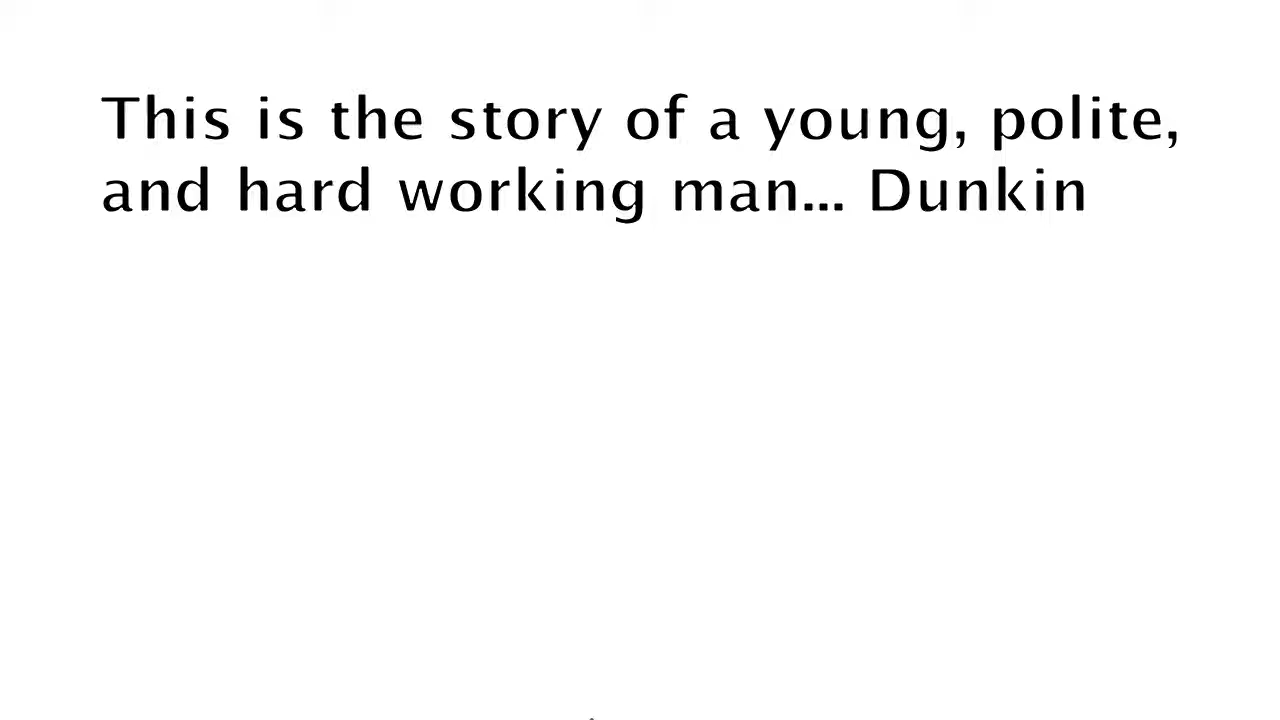 This is the story of a young, polite,
and hard working man... Dunkin